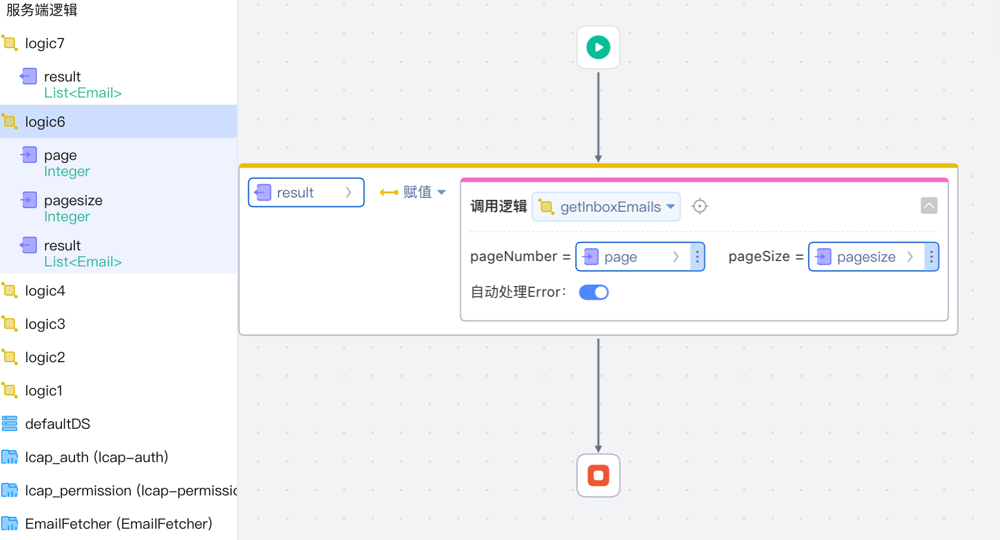 服务端逻辑
logic7
result
List<Email>
logic6
page
Integer
pagesize
Integer
result
List<Email>
logic4
logic3
logic2
logic1
defaultDS
lcap_auth (lcap-auth)
lcap_permission (lcap-permissic
EmailFetcher (EmailFetcher)
result 赋值
调用逻辑 getInboxEmails
pageNumber = page pageSize = pagesize
自动处理Error：